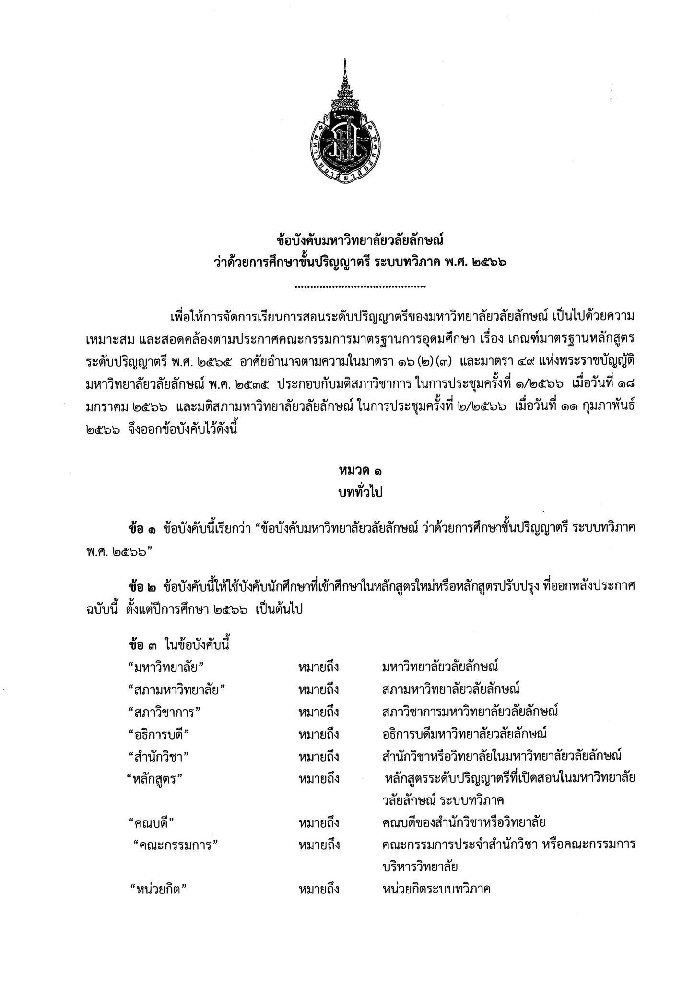 มหาวิทยาลัยวลัยลักษณ์
ข้อบังคับมหาวิทยาลัยวลัยลักษณ์
ว่าด้วยการศึกษาขั้นปริญญาตรี ระบบทวิภาค พ.ศ. ๒๕๖๖
..........................................
เพื่อให้การจัดการเรียนการสอนระดับปริญญาตรีของมหาวิทยาลัยวลัยลักษณ์ เป็นไปด้วยความ
เหมาะสม และสอดคล้องตามประกาศคณะกรรมการมาตรฐานการอุดมศึกษา เรื่อง เกณฑ์มาตรฐานหลักสูตร
ระดับปริญญาตรี พ.ศ. ๒๕๖๕ อาศัยอำนาจตามความในมาตรา ๑๖ (๒) (๓) และมาตรา ๔๙ แห่งพระราชบัญญัติ
มหาวิทยาลัยวลัยลักษณ์ พ.ศ. ๒๕๓๕ ประกอบกับมติสภาวิชาการ ในการประชุมครั้งที่ ๑/๒๕๖๖ เมื่อวันที่ ๑๘
มกราคม ๒๕๖๖ และมติสภามหาวิทยาลัยวลัยลักษณ์ ในการประชุมครั้งที่ ๒/๒๕๖๖ เมื่อวันที่ ๑๑ กุมภาพันธ์
๒๕๖๖ จึงออกข้อบังคับไว้ดังนี้
หมวด ๑
บททั่วไป
ข้อ ๑ ข้อบังคับนี้เรียกว่า “ข้อบังคับมหาวิทยาลัยวลัยลักษณ์ ว่าด้วยการศึกษาขั้นปริญญาตรี ระบบทวิภาค
พ.ศ. ๒๕๖๖”
ข้อ ๒ ข้อบังคับนี้ให้ใช้บังคับนักศึกษาที่เข้าศึกษาในหลักสูตรใหม่หรือหลักสูตรปรับปรุง ที่ออกหลังประกาศ
ฉบับนี้ ตั้งแต่ปีการศึกษา ๒๕๖๖ เป็นต้นไป
ข้อ ๓ ในข้อบังคับนี้
“มหาวิทยาลัย” หมายถึง มหาวิทยาลัยวลัยลักษณ์
“สภามหาวิทยาลัย” หมายถึง สภามหาวิทยาลัยวลัยลักษณ์
“สภาวิชาการ” หมายถึง สภาวิชาการมหาวิทยาลัยวลัยลักษณ์
“อธิการบดี” หมายถึง อธิการบดีมหาวิทยาลัยวลัยลักษณ์
“สำนักวิชา” หมายถึง สำนักวิชาหรือวิทยาลัยในมหาวิทยาลัยวลัยลักษณ์
“หลักสูตร” หมายถึง หลักสูตรระดับปริญญาตรีที่เปิดสอนในมหาวิทยาลัย
วลัยลักษณ์ ระบบทวิภาค
“คณบดี” หมายถึง คณบดีของสำนักวิชาหรือวิทยาลัย
“คณะกรรมการ” หมายถึง คณะกรรมการประจำสำนักวิชา หรือคณะกรรมการ
บริหารวิทยาลัย
“หน่วยกิต” หมายถึง หน่วยกิตระบบทวิภาค